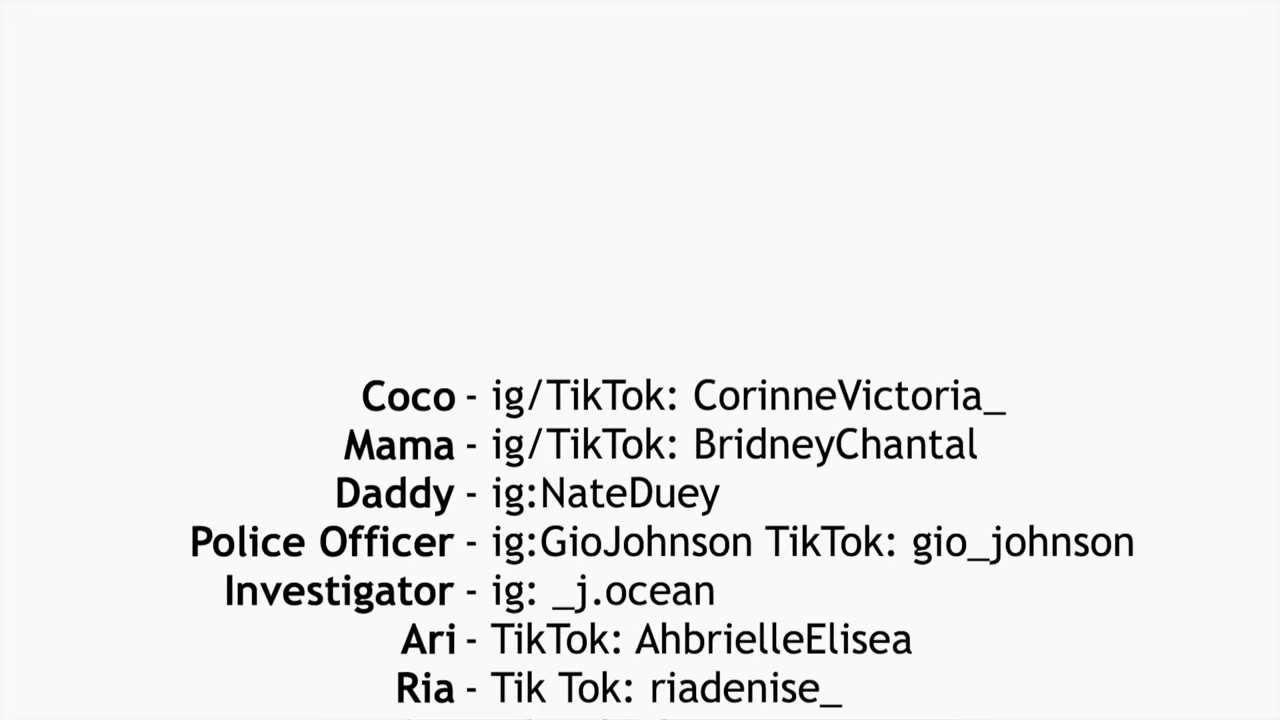 Coco - ig/TikTok: CorinneVictoria_
Mama - ig/TikTok: BridneyChantal
Daddy - ig:NateDuey
Police Officer - ig:GioJohnson TikTok: gio_johnson
Investigator - ig: _j.ocean
Ari - TikTok: AhbrielleElisea
Ria - Tik Tok: riadenise_